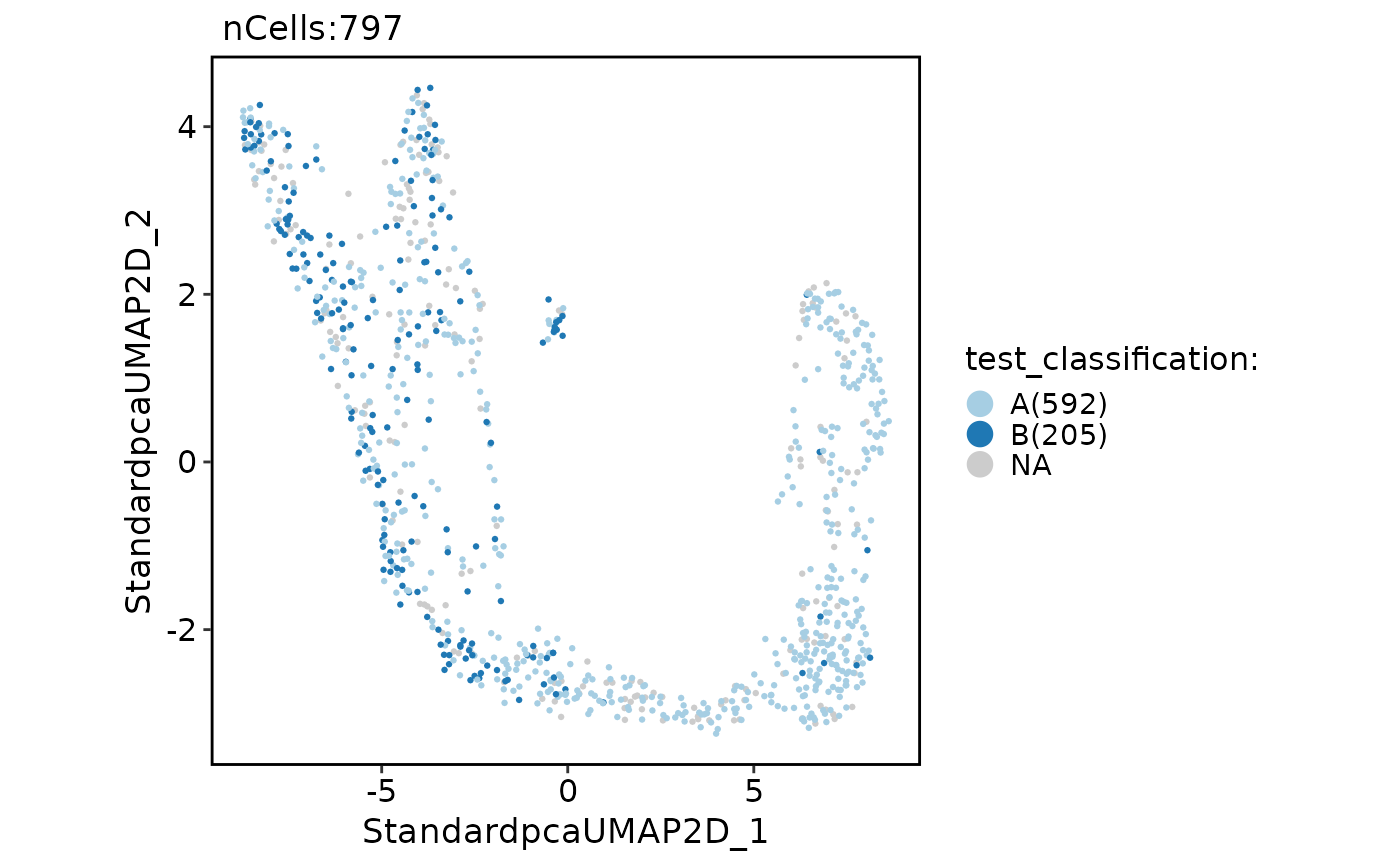 nCells:797
4
2
0
-2
StandardpcaUMAP2D_2
-5
0
5
StandardpcaUMAP2D_1
test_classification:
A(592)
B(205)
NA